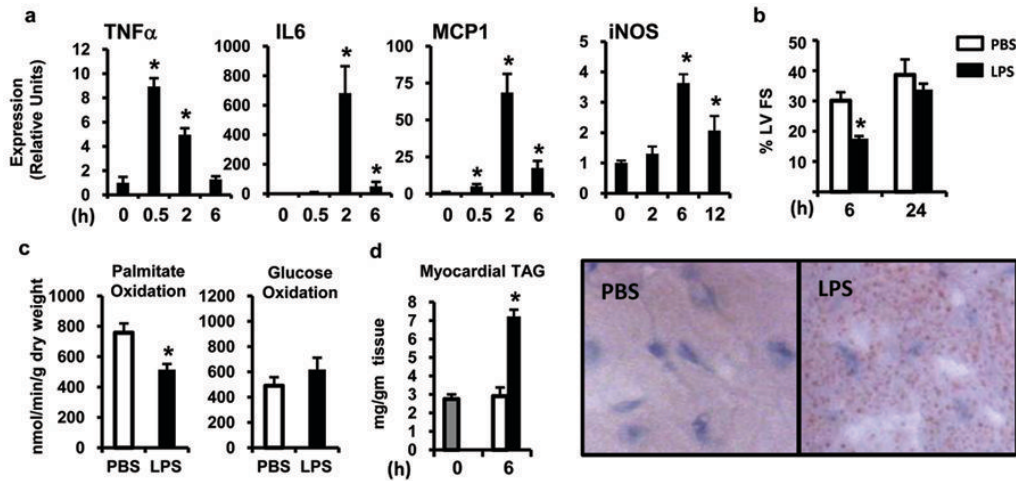 a
TNFα IL6 MCP1 iNOS
Expression
(Relative Units)
12
10
8
6
4
2
0
(h) 0 0.5 2 6
1000
800
600
400
200
0
0 0.5 2 6
100
75
50
25
0
0 0.5 2 6
5
4
3
2
1
0
0 2 6 12
* * * * * * * * *
b
% LV FS
50
40
30
20
10
*
(h) 6 24
PBS
LPS
c
Palmitate
Oxidation
nmol/min/g dry weight
1000
800
600
400
200
0
*
PBS LPS
Glucose
Oxidation
1200
1000
800
600
400
200
0
PBS LPS
d
Myocardial TAG
mg/gm tissue
8
7
6
5
4
3
2
1
0
*
(h) 0 6
PBS
LPS